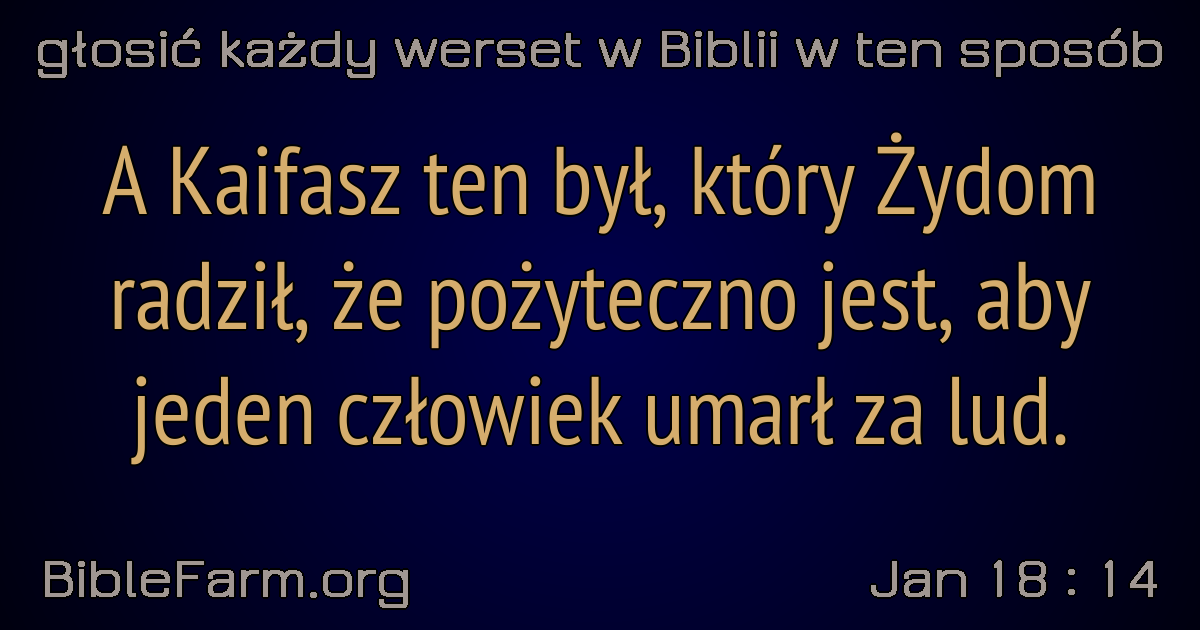 głosić każdy werset w Biblii w ten sposób
A Kaifasz ten był, który Żydom
radził, że pożyteczno jest, aby
jeden człowiek umarł za lud.
BibleFarm.org
Jan 18 : 14